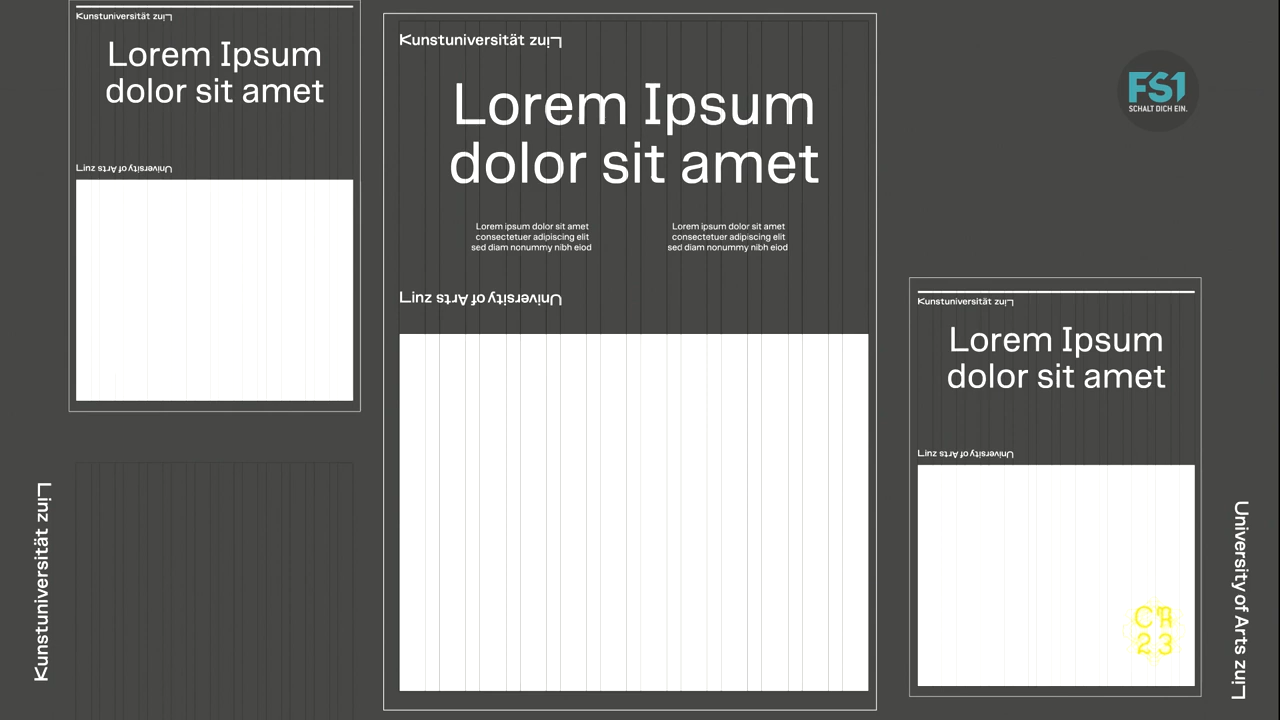 Kunstuniversität Linz
Lorem Ipsum
dolor sit amet
University of Arts Linz
Kunstuniversität Linz
Lorem Ipsum
dolor sit amet
Lorem ipsum dolor sit amet
consectetuer adipiscing elit
sed diam nonummy nibh eiod
Lorem ipsum dolor sit amet
consectetuer adipiscing elit
sed diam nonummy nibh eiod
University of Arts Linz
FS1
SCHALT DICH EIN.
Kunstuniversität Linz
Lorem Ipsum
dolor sit amet
University of Arts Linz
CR
23
Kunstuniversität Linz
University of Arts Linz